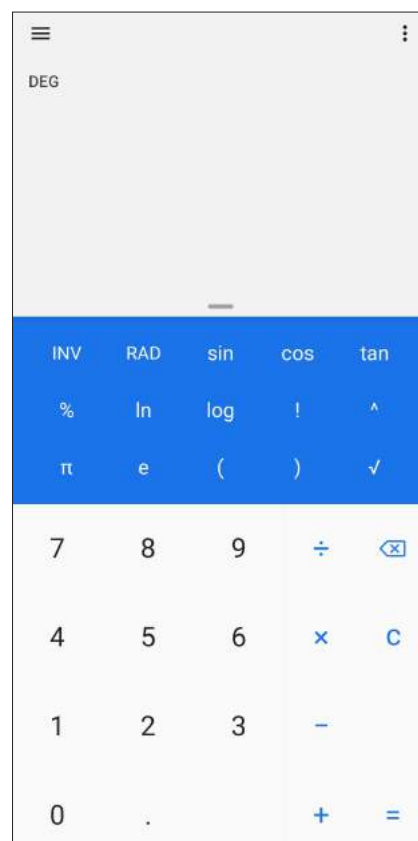 DEG
INV RAD sin cos tan
% ln log ! ^
π e ( ) √
7 8 9 ÷
4 5 6 × C
1 2 3 −
0 . + =